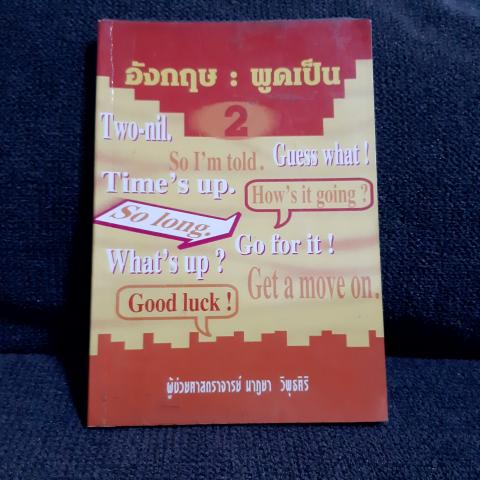 อังกฤษ : พูดเป็น
2
Two-nil.
So I'm told.
Guess what !
Time's up.
How's it going ?
So long.
Go for it !
What's up ?
Get a move on.
Good luck !
ผู้ช่วยศาสตราจารย์ นาฏยา วิพุธศิริ